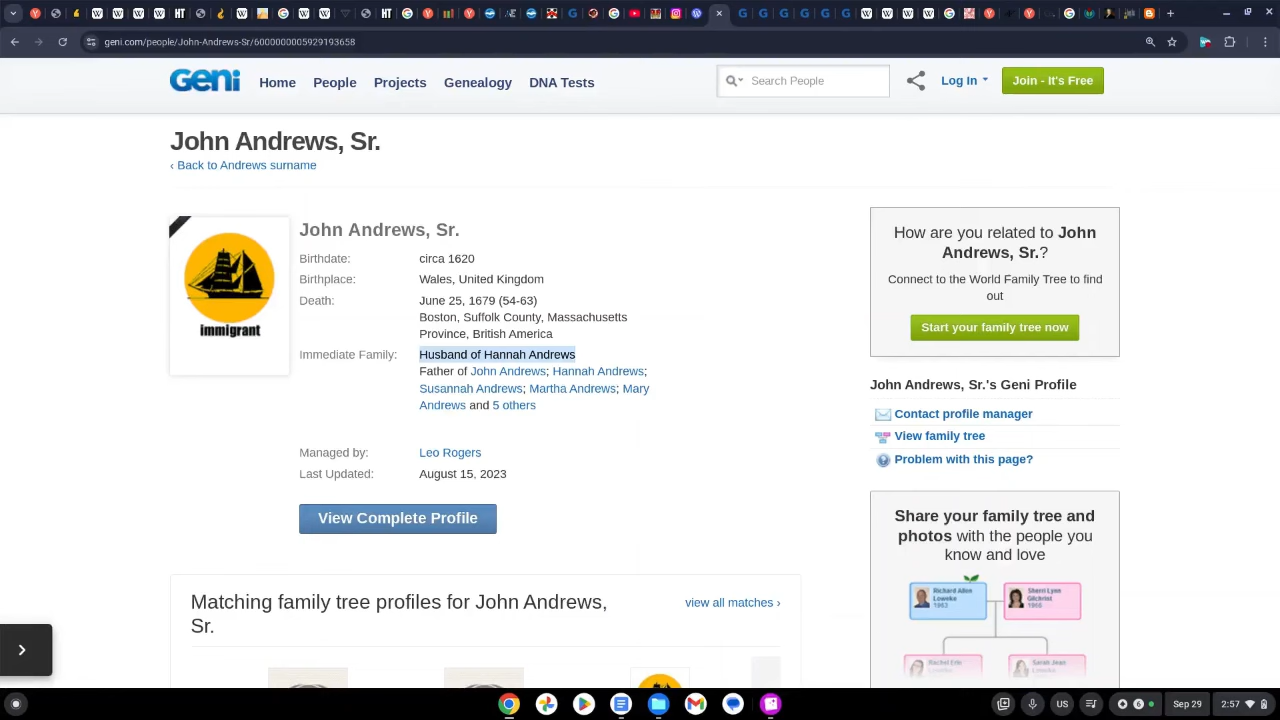 geni.com/people/John-Andrews-Sr/6000000005929193658
Geni Home People Projects Genealogy DNA Tests Search People Log In Join - It's Free
John Andrews, Sr.
‹ Back to Andrews surname
immigrant
John Andrews, Sr.
Birthdate: circa 1620
Birthplace: Wales, United Kingdom
Death: June 25, 1679 (54-63)
Boston, Suffolk County, Massachusetts
Province, British America
Immediate Family: Husband of Hannah Andrews
Father of John Andrews; Hannah Andrews;
Susannah Andrews; Martha Andrews; Mary
Andrews and 5 others
Managed by: Leo Rogers
Last Updated: August 15, 2023
View Complete Profile
Matching family tree profiles for John Andrews,
Sr.
view all matches ›
How are you related to John
Andrews, Sr.?
Connect to the World Family Tree to find
out
Start your family tree now
John Andrews, Sr.'s Geni Profile
Contact profile manager
View family tree
Problem with this page?
Share your family tree and
photos with the people you
know and love
Richard Allen
Loweke
Sherri Lynn
Gilchrist
US Sep 29 2:57